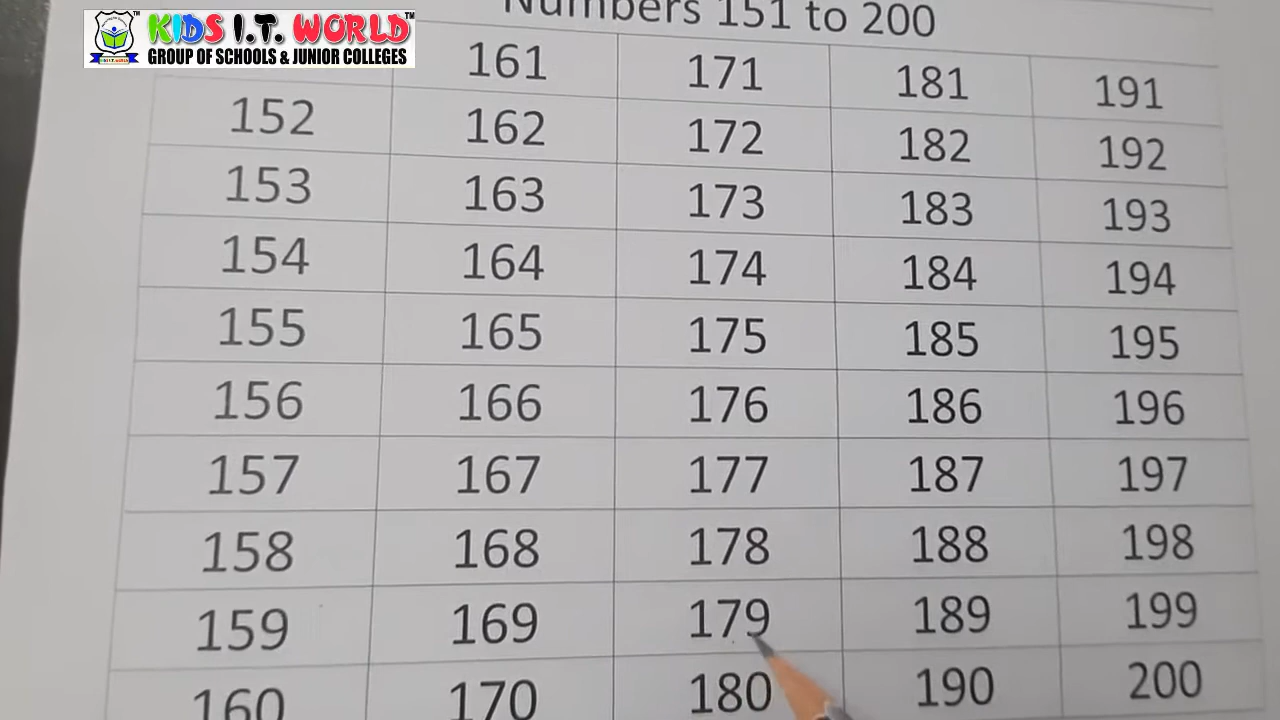 KIDS I.T. WORLD
GROUP OF SCHOOLS & JUNIOR COLLEGES
Numbers 151 to 200
161 171 181 191
152 162 172 182 192
153 163 173 183 193
154 164 174 184 194
155 165 175 185 195
156 166 176 186 196
157 167 177 187 197
158 168 178 188 198
159 169 179 189 199
160 170 180 190 200